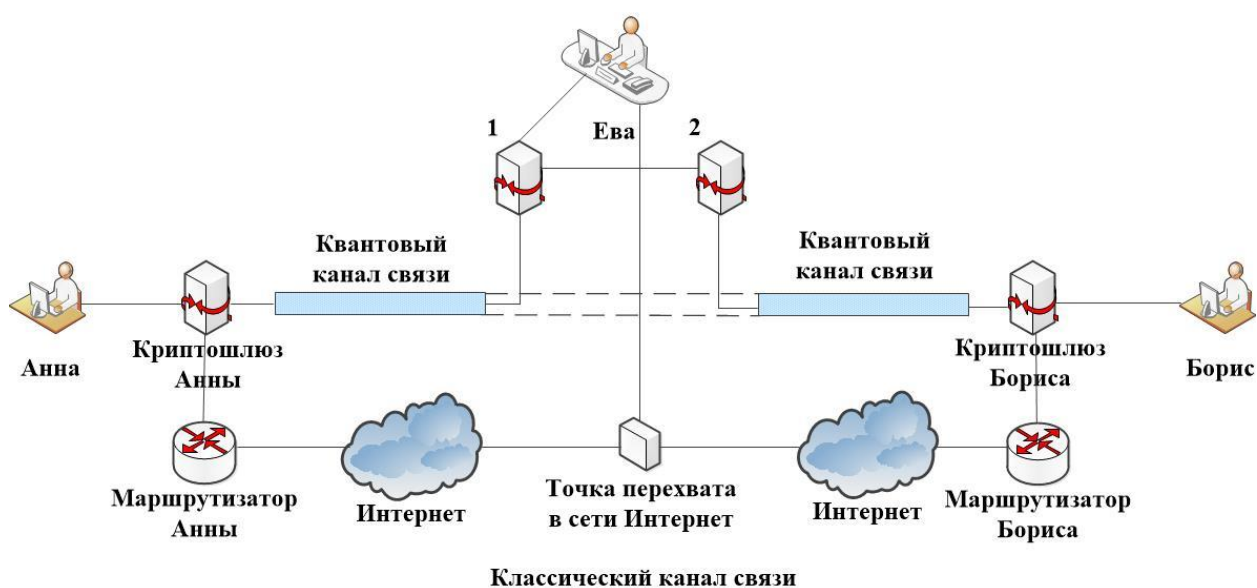 1
Ева
2
Квантовый
канал связи
Квантовый
канал связи
Анна
Криптошлюз
Анны
Криптошлюз
Бориса
Борис
Маршрутизатор
Анны
Интернет
Точка перехвата
в сети Интернет
Интернет
Маршрутизатор
Бориса
Классический канал связи